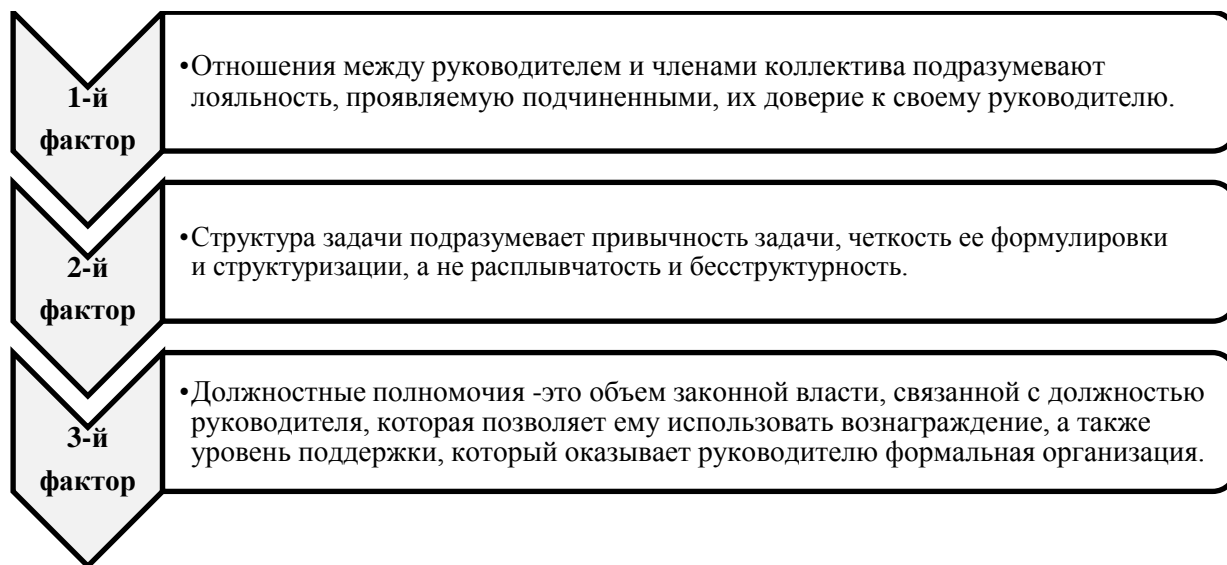 1-й
фактор
•Отношения между руководителем и членами коллектива подразумевают
лояльность, проявляемую подчиненными, их доверие к своему руководителю.
2-й
фактор
•Структура задачи подразумевает привычность задачи, четкость ее формулировки
и структуризации, а не расплывчатость и бесструктурность.
3-й
фактор
•Должностные полномочия -это объем законной власти, связанной с должностью
руководителя, которая позволяет ему использовать вознаграждение, а также
уровень поддержки, который оказывает руководителю формальная организация.